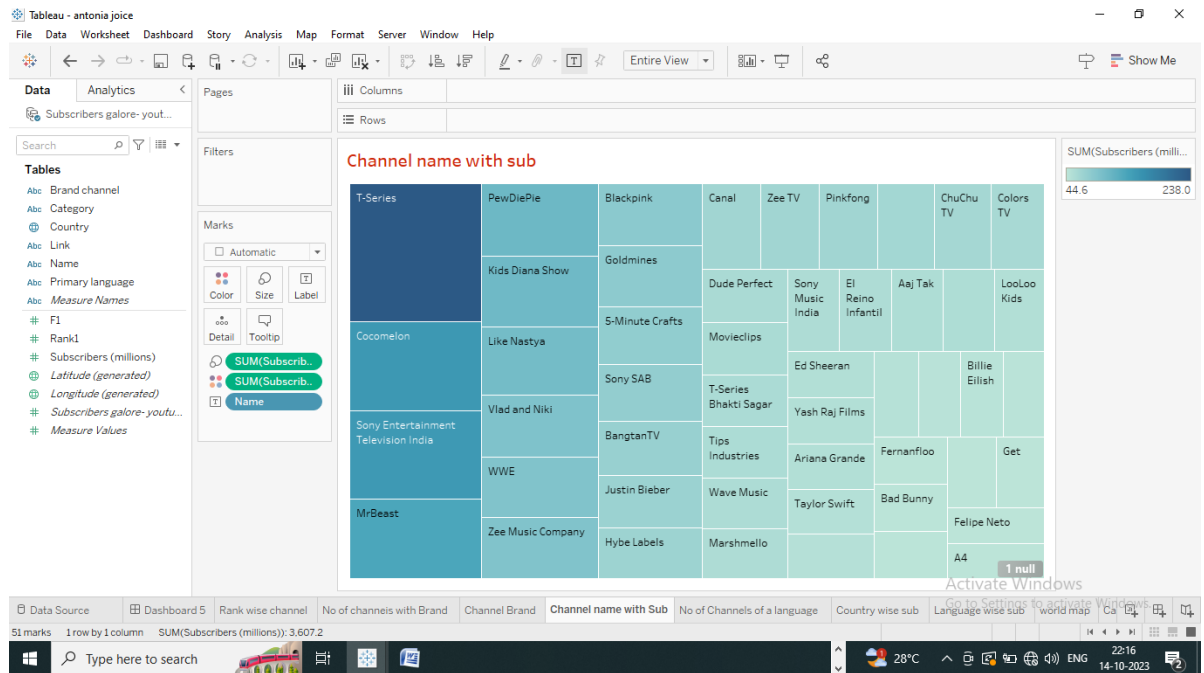 Tableau - antonia joice
File Data Worksheet Dashboard Story Analysis Map Format Server Window Help
Entire View
Show Me
Data Analytics
Subscribers galore- yout...
Search
Tables
Abc Brand channel
Abc Category
Country
Abc Link
Abc Name
Abc Primary language
Abc Measure Names
# F1
# Rank1
# Subscribers (millions)
Latitude (generated)
Longitude (generated)
# Subscribers galore- youtu...
# Measure Values
Pages
Filters
Marks
Automatic
Color Size Label
Detail Tooltip
SUM(Subscrib..
SUM(Subscrib..
Name
Columns
Rows
Channel name with sub
T-Series
Cocomelon
Sony Entertainment
Television India
MrBeast
PewDiePie
Kids Diana Show
Like Nastya
Vlad and Niki
WWE
Zee Music Company
Blackpink
Goldmines
5-Minute Crafts
Sony SAB
BangtanTV
Justin Bieber
Hybe Labels
Canal
Zee TV
Pinkfong
ChuChu
TV
Colors
TV
Dude Perfect
Movieclips
T-Series
Bhakti Sagar
Tips
Industries
Wave Music
Marshmello
Sony
Music
India
El
Reino
Infantil
Aaj Tak
LooLoo
Kids
Ed Sheeran
Yash Raj Films
Ariana Grande
Taylor Swift
Billie
Eilish
Fernanfloo
Bad Bunny
Get
Felipe Neto
A4
1 null
SUM(Subscribers (milli...
44.6 238.0
Activate Windows
Go to Settings to activate Windows.
Data Source Dashboard 5 Rank wise channel No of channeis with Brand Channel Brand Channel name with Sub No of Channels of a language Country wise sub Language wise sub world map Ca
51 marks 1 row by 1 column SUM(Subscribers (millions)): 3,607.2
Type here to search
28°C
ENG
22:16
14-10-2023
2